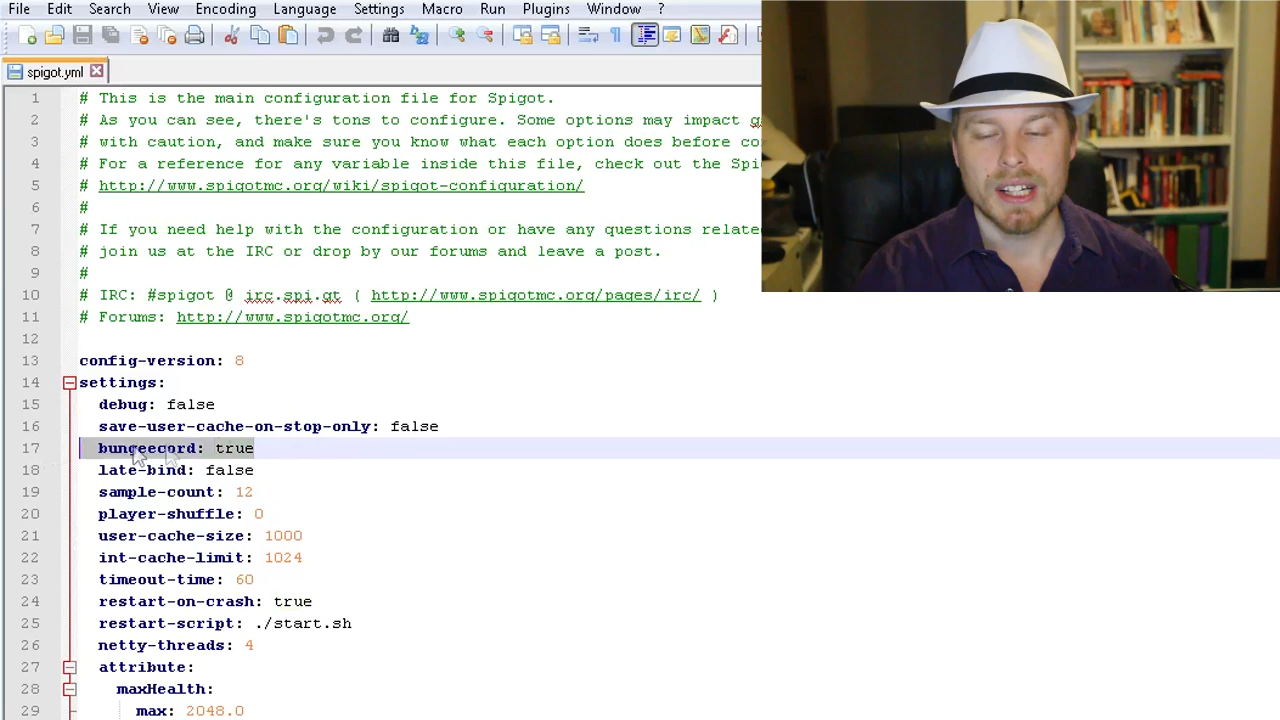 File Edit Search View Encoding Language Settings Macro Run Plugins Window ?
spigot.yml
1 # This is the main configuration file for Spigot.
2 # As you can see, there's tons to configure. Some options may impact
3 # with caution, and make sure you know what each option does before
4 # For a reference for any variable inside this file, check out the
5 # http://www.spigotmc.org/wiki/spigot-configuration/
6 #
7 # If you need help with the configuration or have any questions
8 # join us at the IRC or drop by our forums and leave a post.
9 #
10 # IRC: #spigot @ irc.spi.gt ( http://www.spigotmc.org/pages/irc/ )
11 # Forums: http://www.spigotmc.org/
12
13 config-version: 8
14 settings:
15 debug: false
16 save-user-cache-on-stop-only: false
17 bungeecord: true
18 late-bind: false
19 sample-count: 12
20 player-shuffle: 0
21 user-cache-size: 1000
22 int-cache-limit: 1024
23 timeout-time: 60
24 restart-on-crash: true
25 restart-script: ./start.sh
26 netty-threads: 4
27 attribute:
28 maxHealth:
29 max: 2048.0